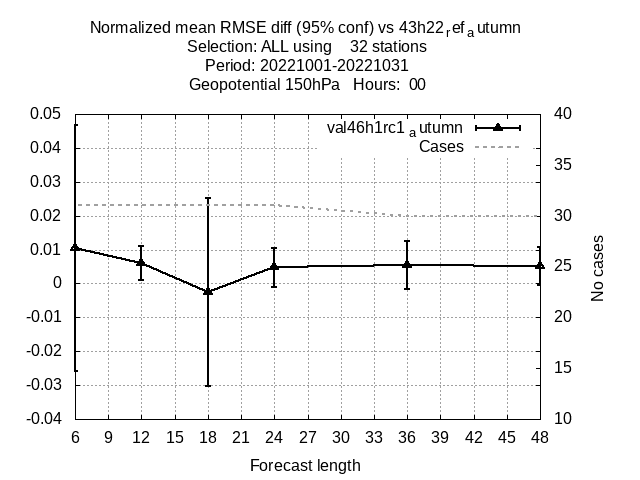 Normalized mean RMSE diff (95% conf) vs 43h22refautumn
Selection: ALL using    32 stations
Period: 20221001-20221031
Geopotential 150hPa   Hours:  00
val46h1rc1autumn
Cases
0.05
0.04
0.03
0.02
0.01
0
-0.01
-0.02
-0.03
-0.04
40
35
30
25
20
15
10
No cases
6 9 12 15 18 21 24 27 30 33 36 39 42 45 48
Forecast length